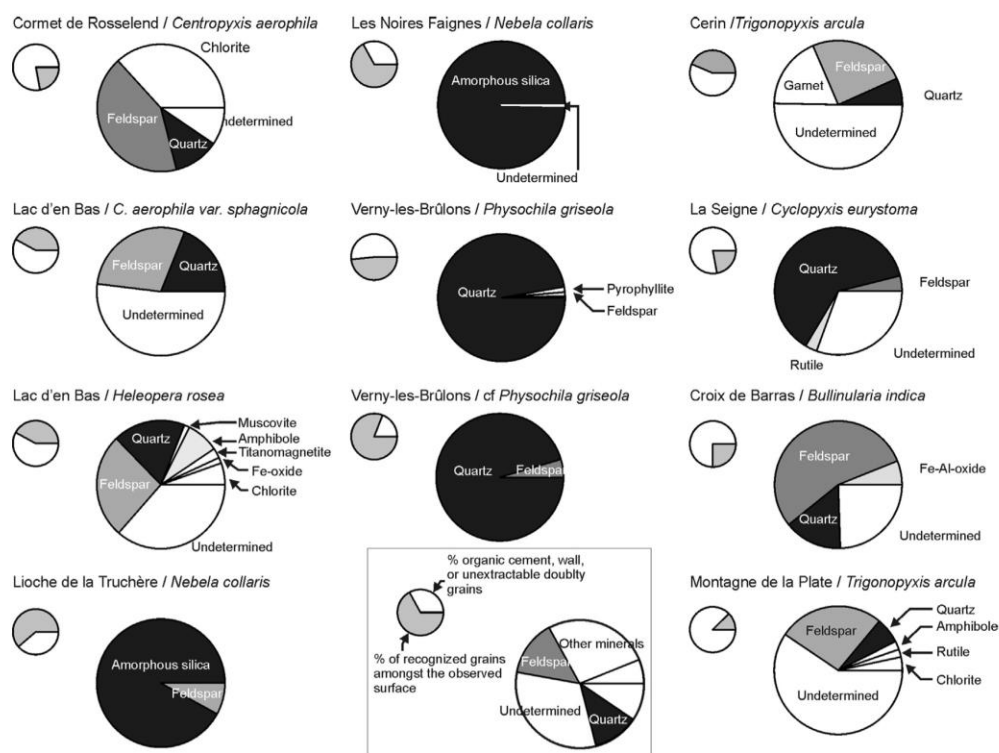 Cornet de Rosselend / Centropyxis aerophila
Chlorite
Feldspar
ndetermined
Quartz
Les Noires Faignes / Nebela collaris
Amorphous silica
Undetermined
Cerin /Trigonopyxis arcula
Feldspar
Garnet
Quartz
Undetermined
Lac d'en Bas / C. aerophila var. sphagnicola
Feldspar
Quartz
Undetermined
Verny-les-Brûlons / Physochila griseola
Quartz
Pyrophyllite
Feldspar
La Seigne / Cyclopyxis eurystoma
Quartz
Feldspar
Rutile
Undetermined
Lac d'en Bas / Heleopera rosea
Muscovite
Quartz
Amphibole
Titanomagnetite
Fe-oxide
Feldspar
Chlorite
Undetermined
Verny-les-Brûlons / cf Physochila griseola
Quartz
Feldspar
Croix de Barras / Bullinularia indica
Feldspar
Fe-Al-oxide
Quartz
Undetermined
Lioche de la Truchère / Nebela collaris
Amorphous silica
Feldspar
% organic cement, wall,
or unextractable doublty
grains
% of recognized grains
amongst the observed
surface
Other minerals
Feldspar
Undetermined
Quartz
Montagne de la Plate / Trigonopyxis arcula
Quartz
Feldspar
Amphibole
Rutile
Chlorite
Undetermined